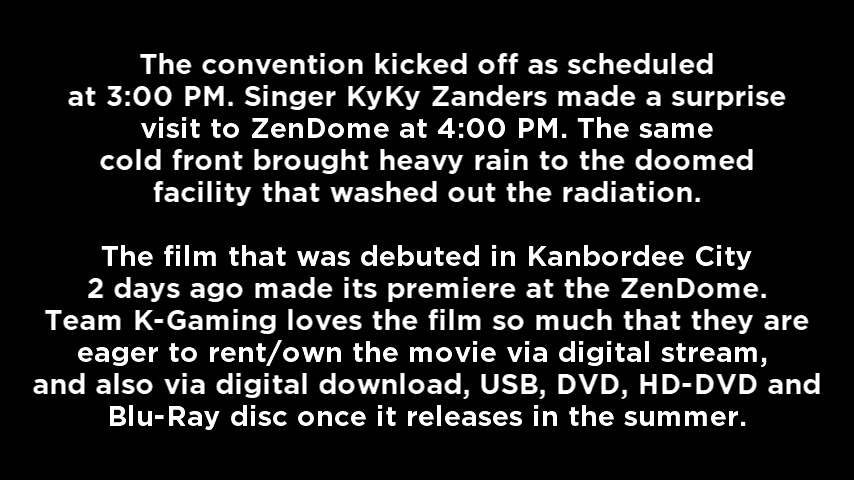 The convention kicked off as scheduled
at 3:00 PM. Singer KyKy Zanders made a surprise
visit to ZenDome at 4:00 PM. The same
cold front brought heavy rain to the doomed
facility that washed out the radiation.
The film that was debuted in Kanbordee City
2 days ago made its premiere at the ZenDome.
Team K-Gaming loves the film so much that they are
eager to rent/own the movie via digital stream,
and also via digital download, USB, DVD, HD-DVD and
Blu-Ray disc once it releases in the summer.